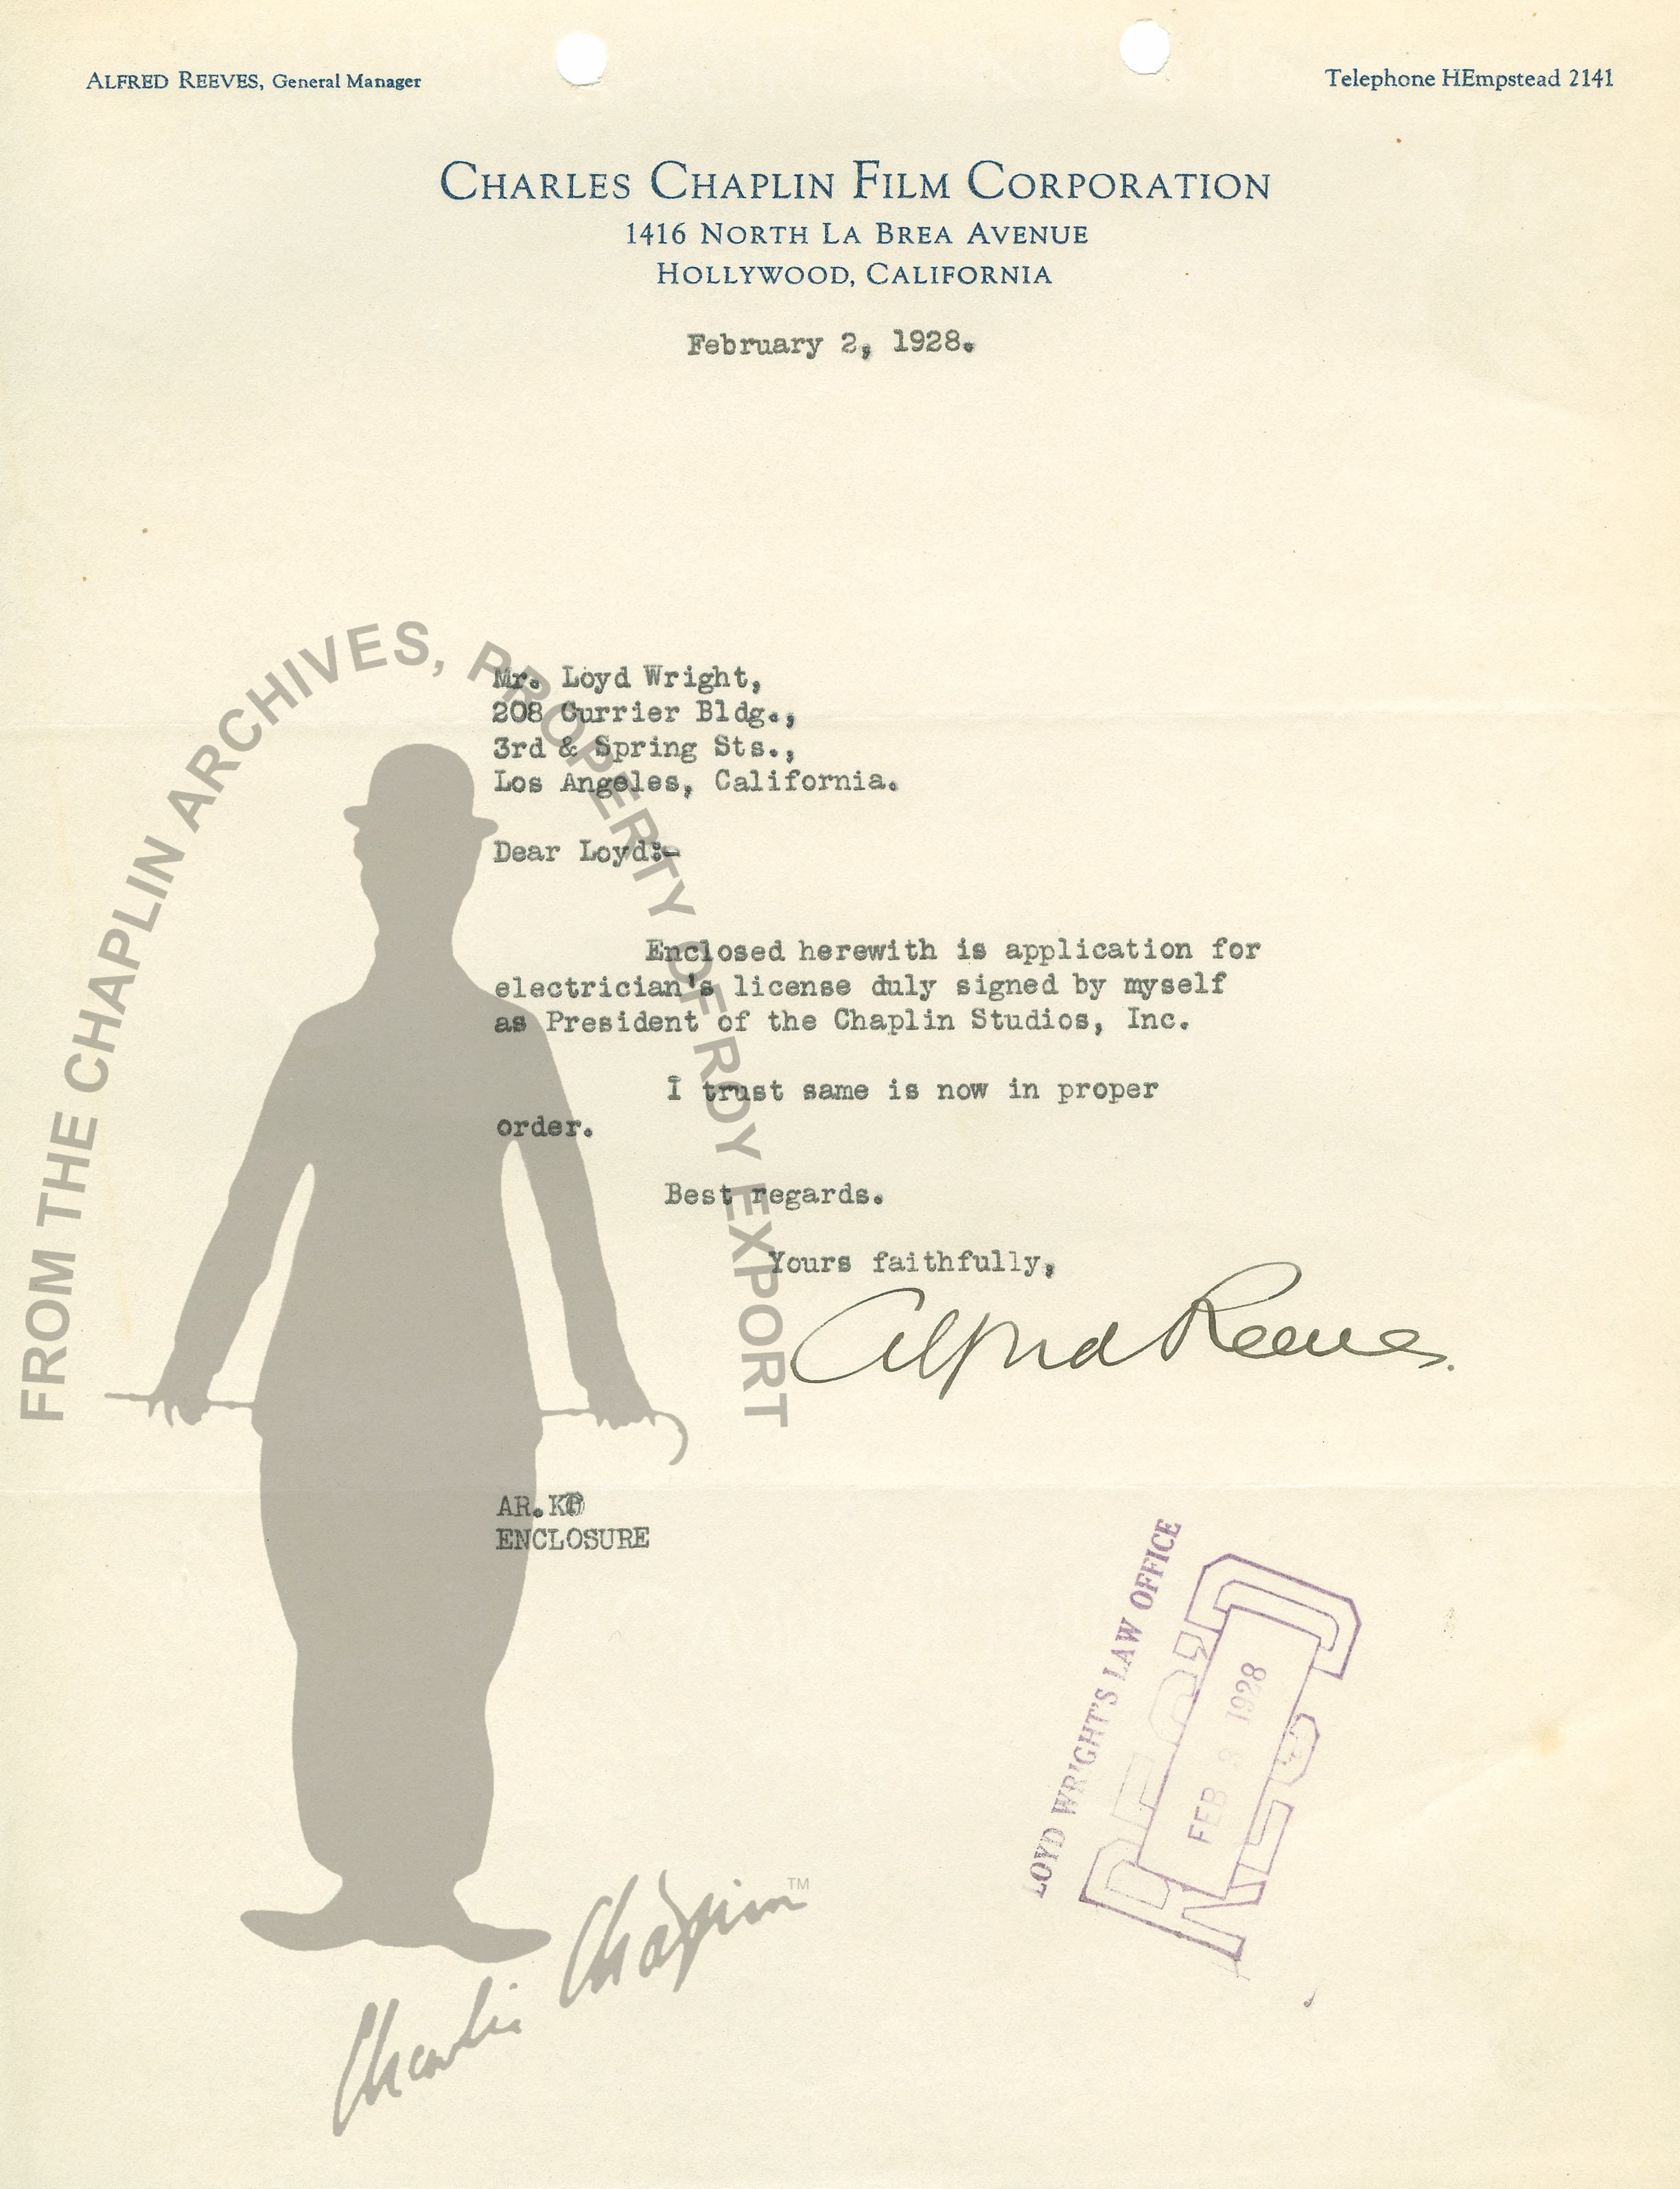 ALFRED REEVES, General Manager
Telephone HEmpstead 2141
CHARLES CHAPLIN FILM CORPORATION
1416 NORTH LA BREA AVENUE
HOLLYWOOD, CALIFORNIA
February 2, 1928.
Mr. Loyd Wright,
208 Currier Bldg.,
3rd & Spring Sts.,
Los Angeles, California.
Dear Loyd:-
Enclosed herewith is application for
electrician's license duly signed by myself
as President of the Chaplin Studios, Inc.
I trust same is now in proper
order.
Best regards.
Yours faithfully,
Alfred Reeves.
AR.
ENCLOSURE
LOYD WRIGHT'S LAW OFFICE
REC'D
FEB 3 1928
FROM THE CHAPLIN ARCHIVES, PROPERTY OF ROY EXPORT
Charlie Chaplin™